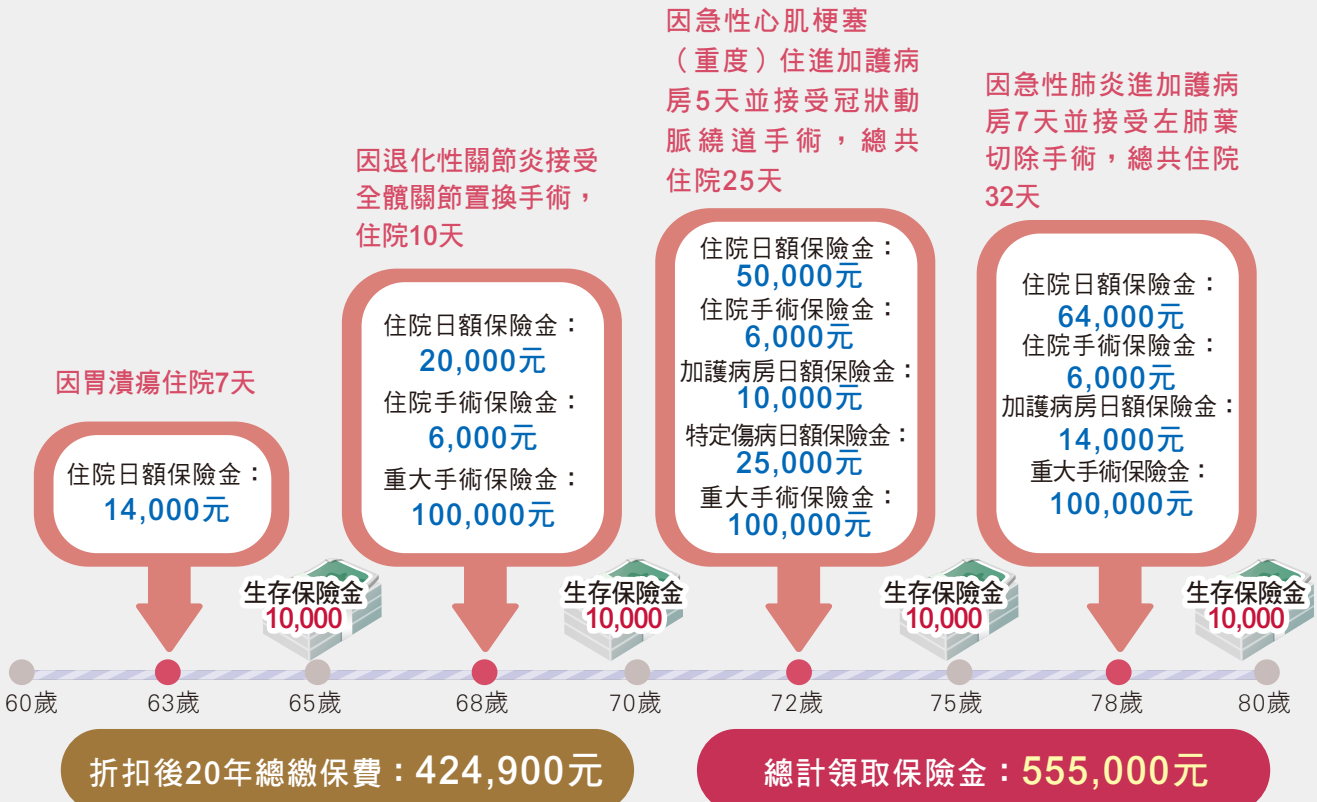 因胃潰瘍住院7天
住院日額保險金：
14,000元
因退化性關節炎接受
全髖關節置換手術，
住院10天
住院日額保險金：
20,000元
住院手術保險金：
6,000元
重大手術保險金：
100,000元
因急性心肌梗塞
（重度）住進加護病
房5天並接受冠狀動
脈繞道手術，總共
住院25天
住院日額保險金：
50,000元
住院手術保險金：
6,000元
加護病房日額保險金：
10,000元
特定傷病日額保險金：
25,000元
重大手術保險金：
100,000元
因急性肺炎進加護病
房7天並接受左肺葉
切除手術，總共住院
32天
住院日額保險金：
64,000元
住院手術保險金：
6,000元
加護病房日額保險金：
14,000元
重大手術保險金：
100,000元
生存保險金
10,000
生存保險金
10,000
生存保險金
10,000
生存保險金
10,000
60歲
63歲
65歲
68歲
70歲
72歲
75歲
78歲
80歲
折扣後20年總繳保費：424,900元
總計領取保險金：555,000元